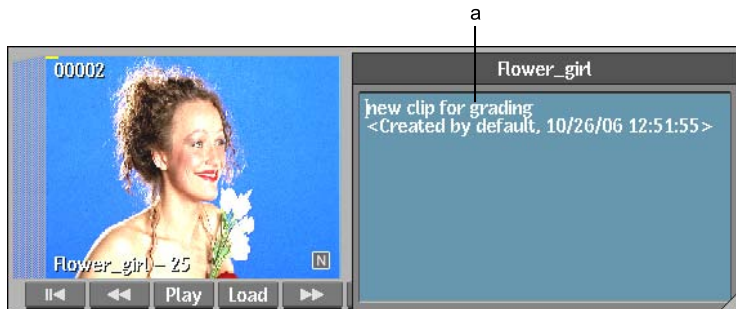 a
00002
Flower_girl – 25
N
Play Load
Flower_girl
new clip for grading
<Created by default, 10/26/06 12:51:55>